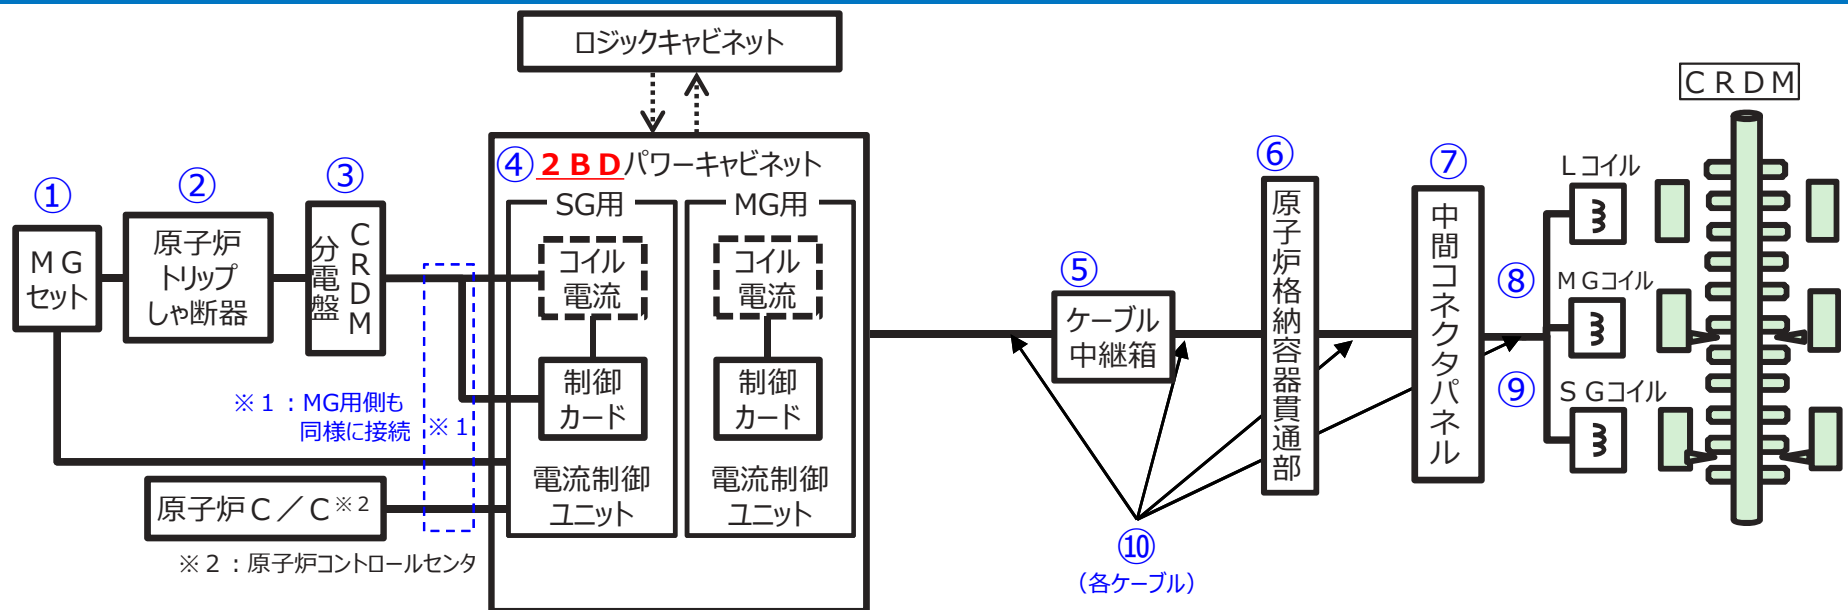 ロジックキャビネット
CRDM
④ 2BDパワーキャビネット
SG用
コイル
電流
制御
カード
電流制御
ユニット
MG用
コイル
電流
制御
カード
電流制御
ユニット
①
MG
セット
②
原子炉
トリップ
しゃ断器
③
CRDM
分電盤
※1：MG用側も
同様に接続
※1
原子炉C／C※2
※2：原子炉コントロールセンタ
⑤
ケーブル
中継箱
⑥
原子炉格納容器貫通部
⑦
中間コネクタパネル
⑧
⑨
Lコイル
MGコイル
SGコイル
⑩
（各ケーブル）